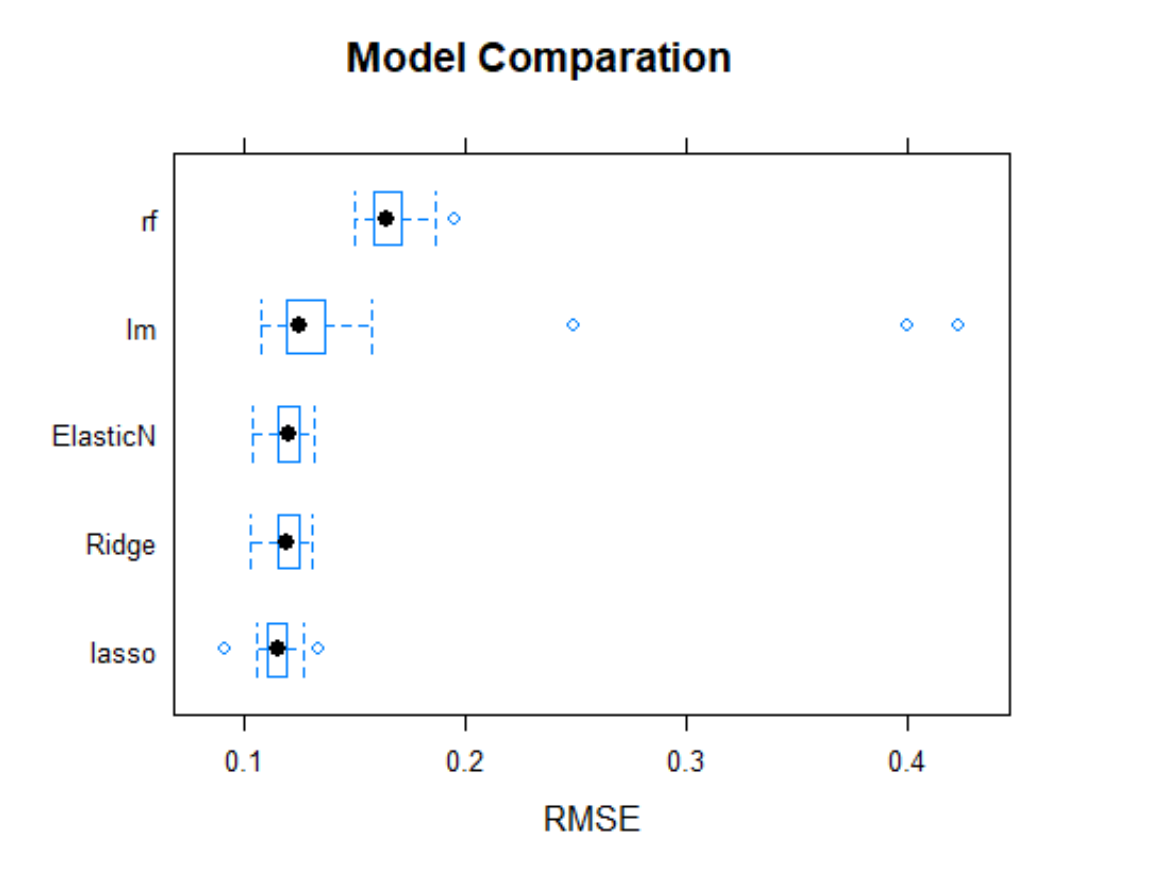 Model Comparation
rf
lm
ElasticN
Ridge
lasso
0.1 0.2 0.3 0.4
RMSE